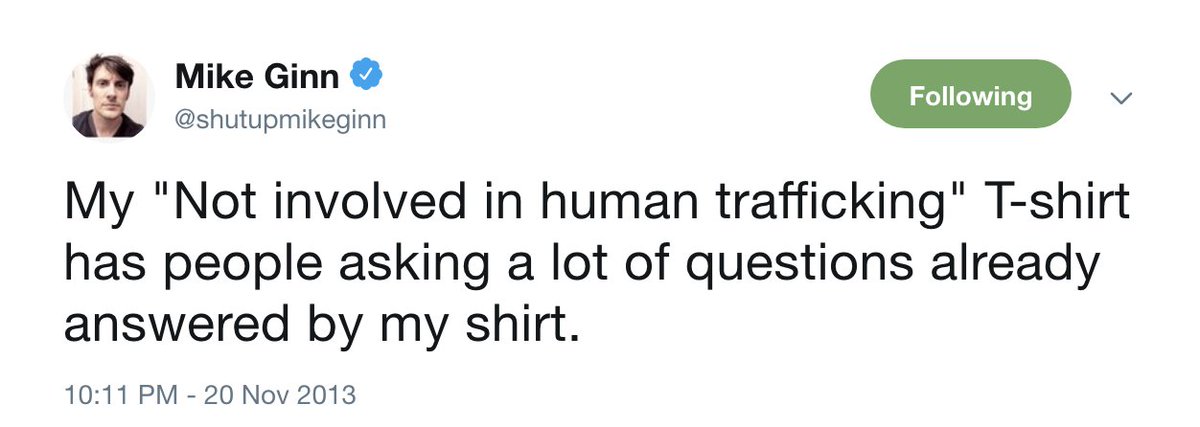 Mike Ginn
@shutupmikeginn
Following
My "Not involved in human trafficking" T-shirt
has people asking a lot of questions already
answered by my shirt.
10:11 PM - 20 Nov 2013